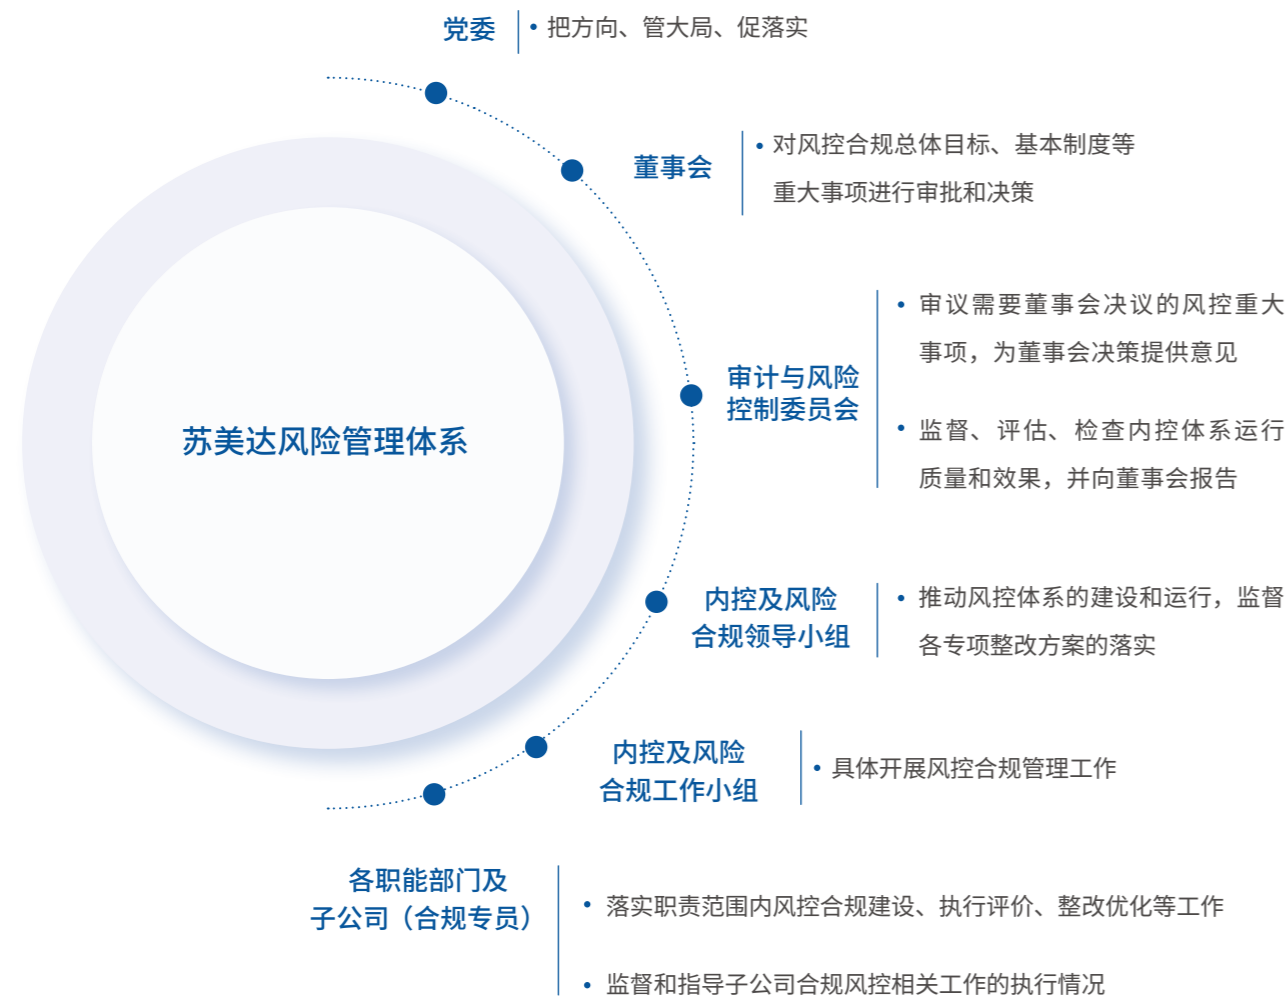 党委
• 把方向、管大局、促落实
董事会
• 对风控合规总体目标、基本制度等
重大事项进行审批和决策
审计与风险
控制委员会
• 审议需要董事会决议的风控重大
事项，为董事会决策提供意见
• 监督、评估、检查内控体系运行
质量和效果，并向董事会报告
苏美达风险管理体系
内控及风险
合规领导小组
• 推动风控体系的建设和运行，监督
各专项整改方案的落实
内控及风险
合规工作小组
• 具体开展风控合规管理工作
各职能部门及
子公司（合规专员）
• 落实职责范围内风控合规建设、执行评价、整改优化等工作
• 监督和指导子公司合规风控相关工作的执行情况